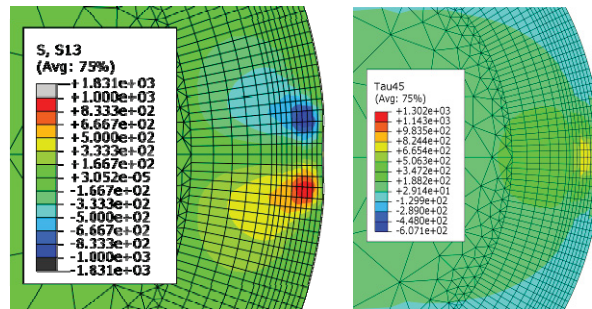 S, S13
(Avg: 75%)
+1.831e+03
+1.000e+03
+8.333e+02
+6.667e+02
+5.000e+02
+3.333e+02
+1.667e+02
+3.052e-05
-1.667e+02
-3.333e+02
-5.000e+02
-6.667e+02
-8.333e+02
-1.000e+03
-1.831e+03
Tau45
(Avg: 75%)
+1.302e+03
+1.143e+03
+9.835e+02
+8.244e+02
+6.654e+02
+5.063e+02
+3.472e+02
+1.882e+02
+2.914e+01
-1.299e+02
-2.890e+02
-4.480e+02
-6.071e+02